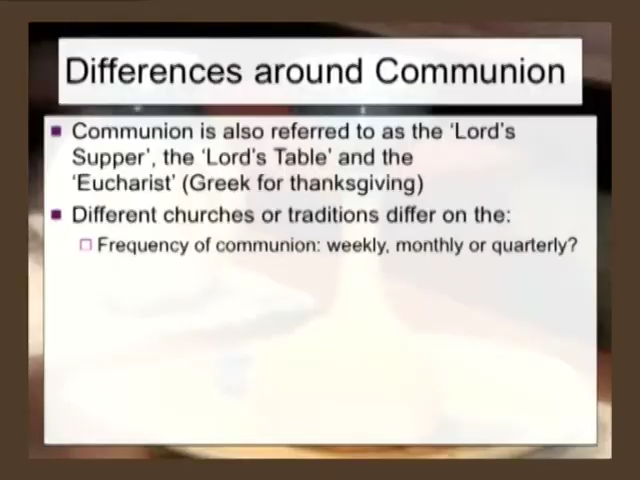 Differences around Communion
Communion is also referred to as the ‘Lord’s
Supper’, the ‘Lord’s Table’ and the
‘Eucharist’ (Greek for thanksgiving)
Different churches or traditions differ on the:
Frequency of communion: weekly, monthly or quarterly?